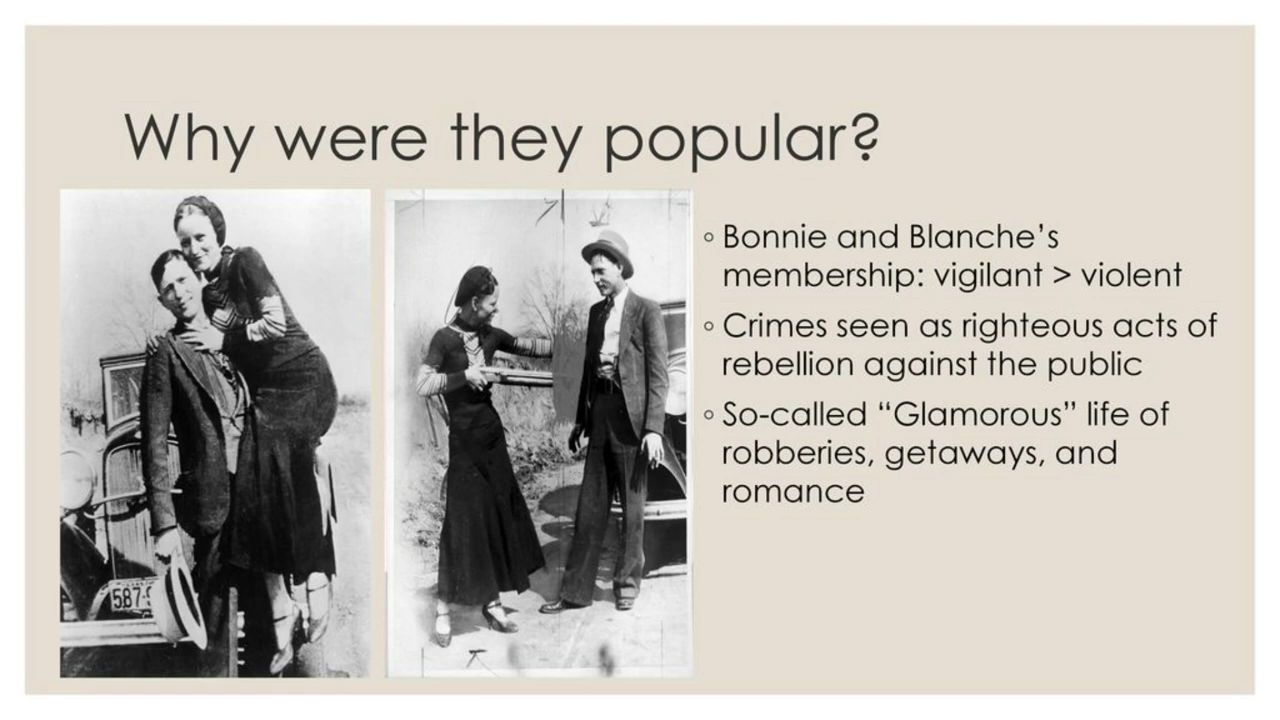 Why were they popular?
◦ Bonnie and Blanche’s
membership: vigilant > violent
◦ Crimes seen as righteous acts of
rebellion against the public
◦ So-called “Glamorous” life of
robberies, getaways, and
romance
587-